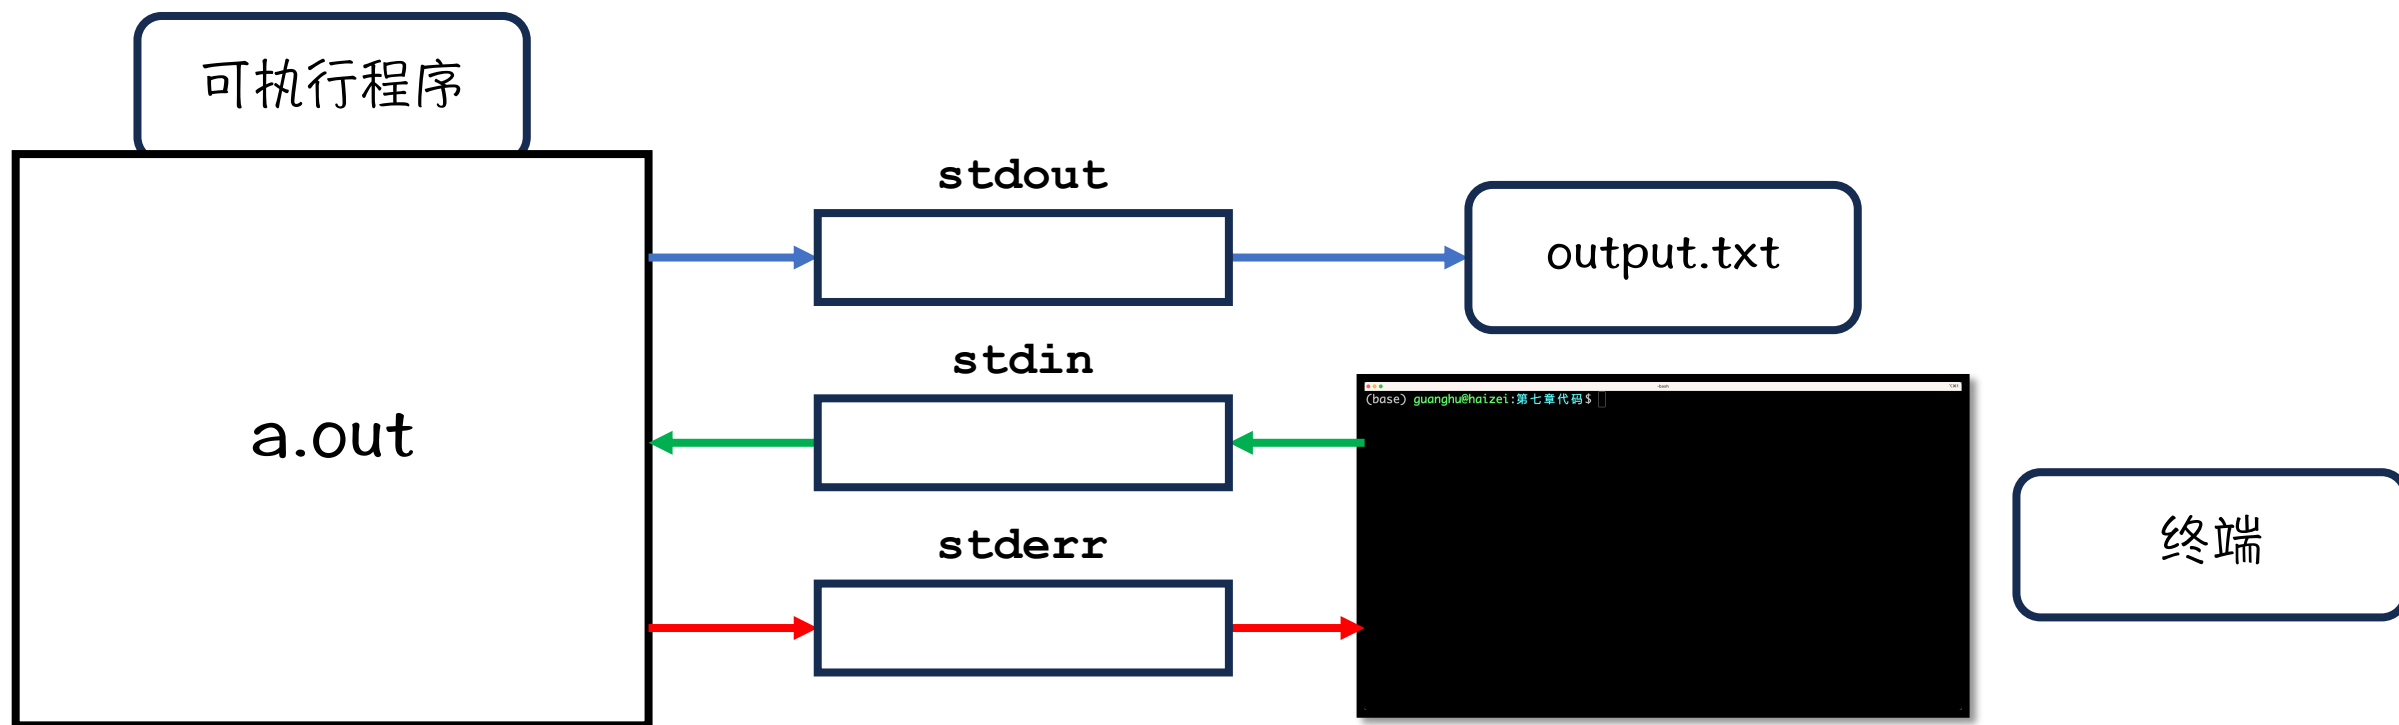 可执行程序
a.out
stdout
output.txt
stdin
(base) guanghu@haizei:第七章代码$
stderr
终端